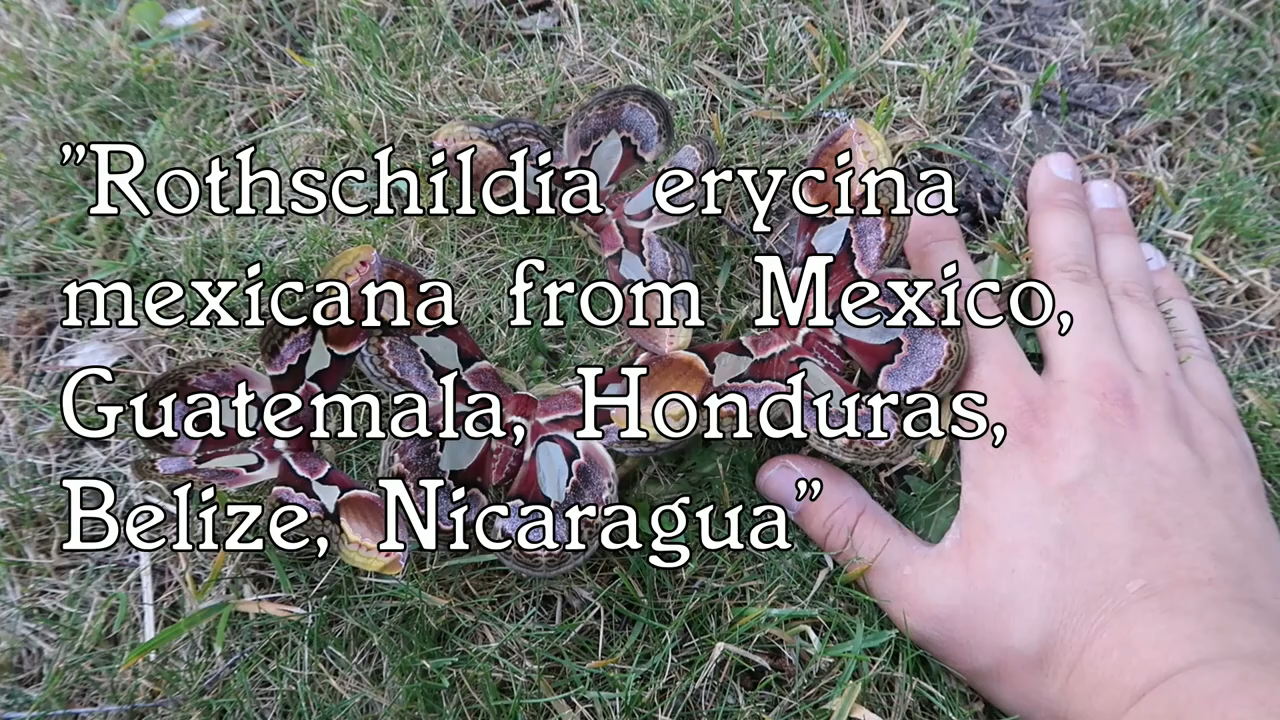 ”Rothschildia erycina
mexicana from Mexico,
Guatemala, Honduras,
Belize, Nicaragua”